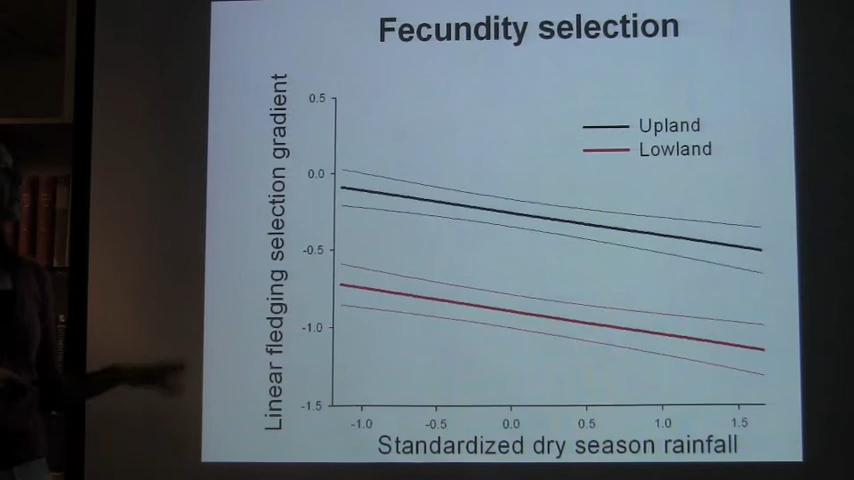 Fecundity selection
Linear fledging selection gradient
0.5
0.0
-0.5
-1.0
-1.5
Upland
Lowland
-1.0 -0.5 0.0 0.5 1.0 1.5
Standardized dry season rainfall